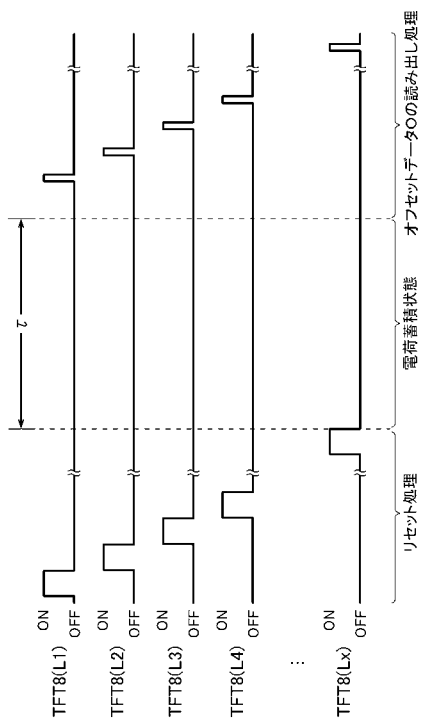 τ
TFT8(L1)
ON
OFF
TFT8(L2)
ON
OFF
TFT8(L3)
ON
OFF
TFT8(L4)
ON
OFF
…
TFT8(Lx)
ON
OFF
リセット処理
電荷蓄積状態
オフセットデータOの読み出し処理